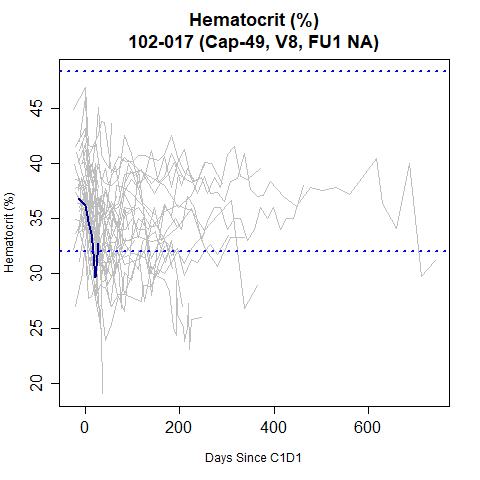 Hematocrit (%)
102-017 (Cap-49, V8, FU1 NA)
Hematocrit (%)
45
40
35
30
25
20
0 200 400 600
Days Since C1D1